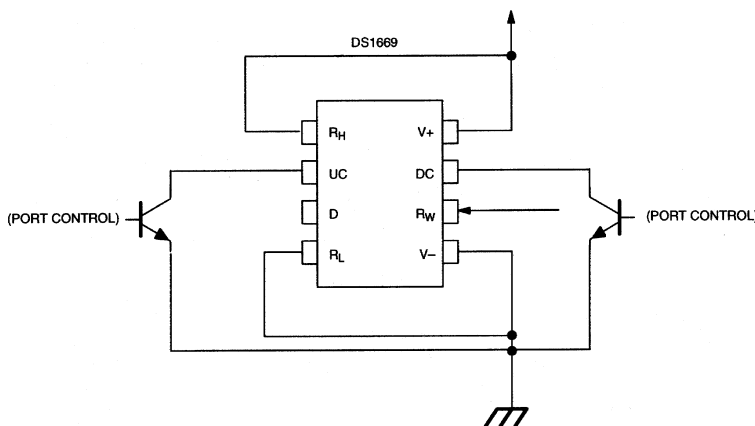 DS1669
RH V+
UC DC
(PORT CONTROL) D RW (PORT CONTROL)
RL V–